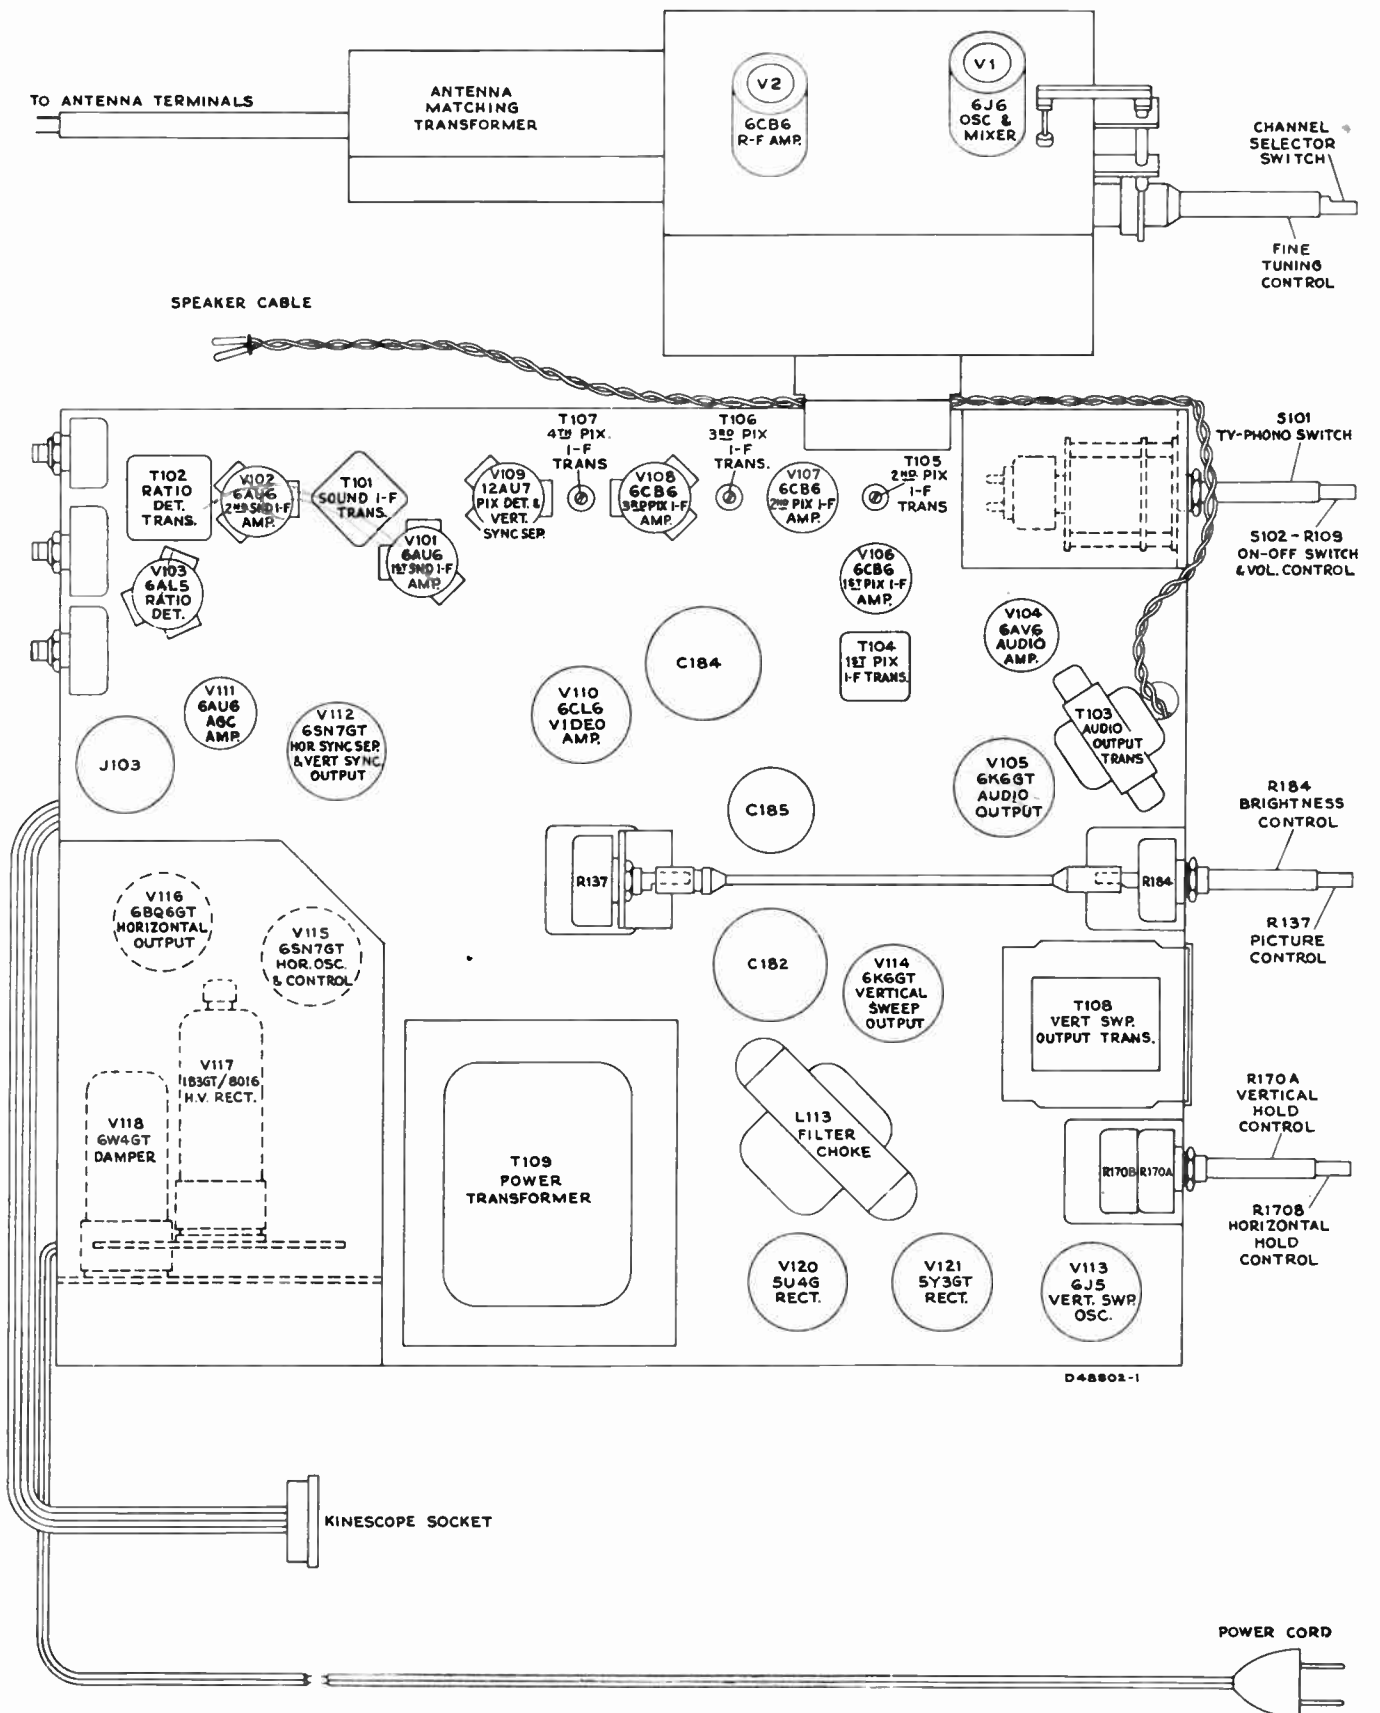 TO ANTENNA TERMINALS
ANTENNA
MATCHING
TRANSFORMER
V2
6CB6
R-F AMP.
V1
6J6
OSC &
MIXER
CHANNEL
SELECTOR
SWITCH
FINE
TUNING
CONTROL
SPEAKER CABLE
T107
4TH PIX.
I-F
TRANS
T106
3RD PIX
I-F
TRANS.
T105
2ND. PIX
I-F
TRANS
S101
TV-PHONO SWITCH
S102-R109
ON-OFF SWITCH
& VOL. CONTROL
T102
RATIO
DET.
TRANS.
V102
6AU6
2ND SND I-F
AMP.
T101
SOUND I-F
TRANS.
V109
12AU7
PIX DET. &
VERT.
SYNC SEP.
V108
6CB6
3RD PIX I-F
AMP.
V107
6CB6
2ND PIX I-F
AMP.
V101
6AU6
1ST SND I-F
AMP.
V106
6CB6
1ST PIX I-F
AMP.
V103
6AL5
RATIO
DET.
V104
6AV6
AUDIO
AMP.
C184
T104
1ST PIX
I-F TRANS.
V111
6AU6
AGC
AMP.
V112
6SN7GT
HOR SYNC SEP.
& VERT SYNC.
OUTPUT
V110
6CL6
VIDEO
AMP.
T103
AUDIO
OUTPUT
TRANS
J103
V105
6K6GT
AUDIO
OUTPUT
C185
R184
BRIGHTNESS
CONTROL
R137
R184
R137
PICTURE
CONTROL
V116
6BQ6GT
HORIZONTAL
OUTPUT
V115
6SN7GT
HOR. OSC.
& CONTROL
C182
V114
6K6GT
VERTICAL
SWEEP
OUTPUT
T108
VERT SWP.
OUTPUT TRANS.
V117
1B3GT/8016
H.V. RECT.
V118
6W4GT
DAMPER
L113
FILTER
CHOKE
R170A
VERTICAL
HOLD
CONTROL
T109
POWER
TRANSFORMER
R170B
R170A
R170B
HORIZONTAL
HOLD
CONTROL
V120
5U4G
RECT.
V121
5Y3GT
RECT.
V113
6J5
VERT. SWP.
OSC.
D48802-1
KINESCOPE SOCKET
POWER CORD